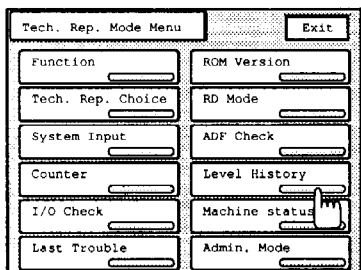 Tech. Rep. Mode Menu
Exit
Function
ROM Version
Tech. Rep. Choice
RD Mode
System Input
ADF Check
Counter
Level History
I/O Check
Machine status
Last Trouble
Admin. Mode